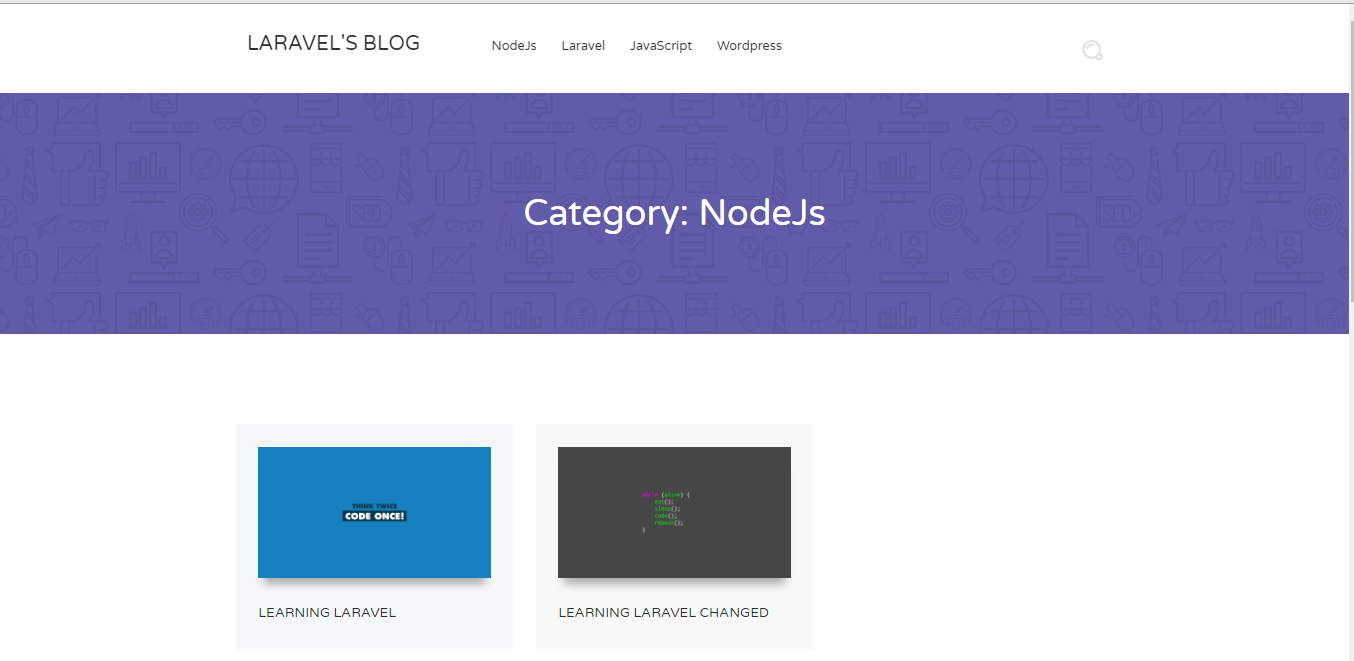 LARAVEL'S BLOG
NodeJs Laravel JavaScript Wordpress
Category: NodeJs
THINK TWICE
CODE ONCE!
while (alive) {
eat();
sleep();
code();
repeat();
}
LEARNING LARAVEL
LEARNING LARAVEL CHANGED